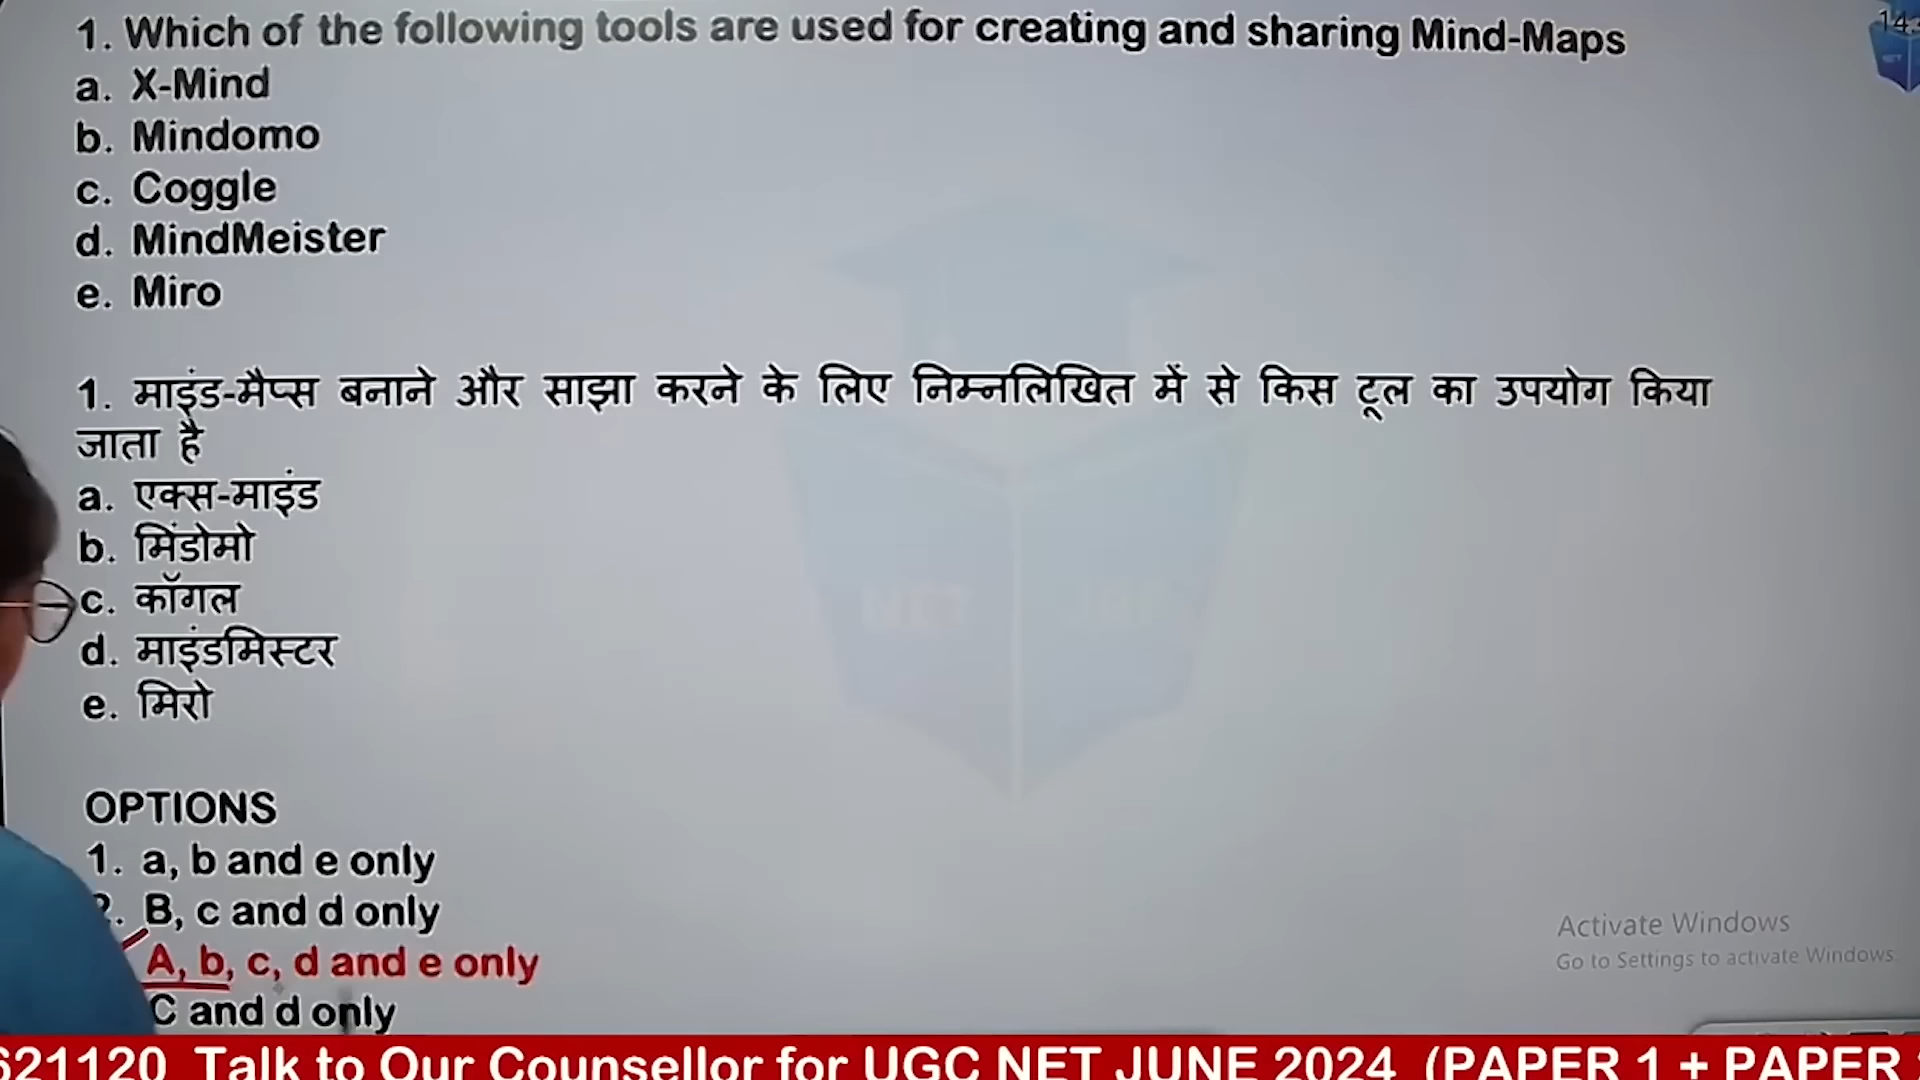 14:
1. Which of the following tools are used for creating and sharing Mind-Maps
a. X-Mind
b. Mindomo
c. Coggle
d. MindMeister
e. Miro
1. माइंड-मैप्स बनाने और साझा करने के लिए निम्नलिखित में से किस टूल का उपयोग किया
जाता है
a. एक्स-माइंड
b. मिंडोमो
c. कॉगल
d. माइंडमिस्टर
e. मिरो
OPTIONS
1. a, b and e only
2. B, c and d only
A, b, c, d and e only
C and d only
Activate Windows
Go to Settings to activate Windows.
621120 Talk to Our Counsellor for UGC NET JUNE 2024 (PAPER 1 + PAPER